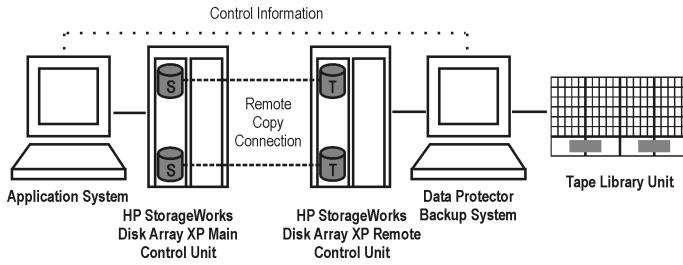 Control Information
S
T
Remote
Copy
Connection
S
T
Application System
HP StorageWorks
Disk Array XP Main
Control Unit
HP StorageWorks
Disk Array XP Remote
Control Unit
Data Protector
Backup System
Tape Library Unit